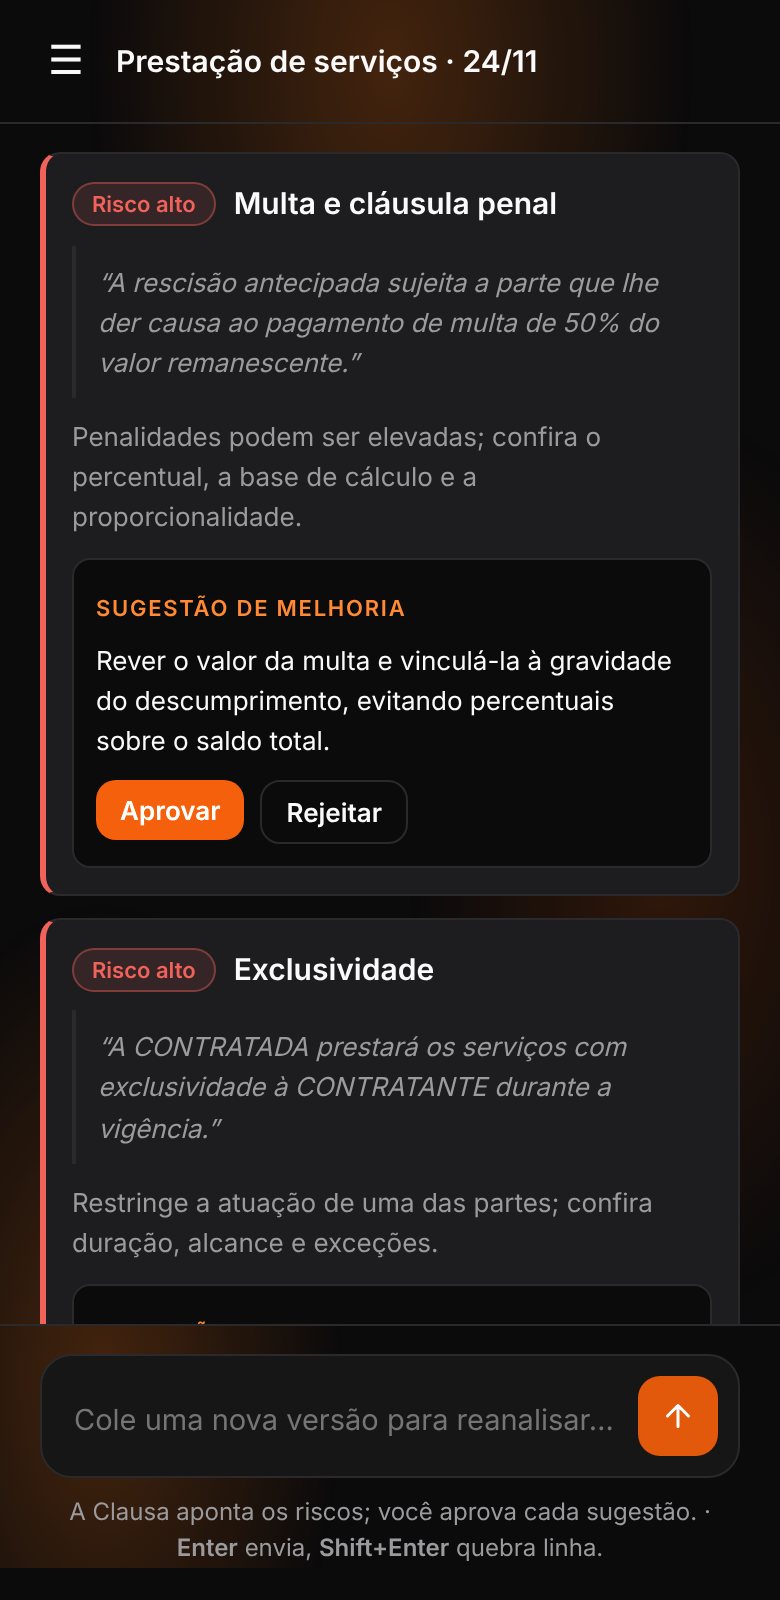 ☰ Prestação de serviços · 24/11
Risco alto Multa e cláusula penal
“A rescisão antecipada sujeita a parte que lhe
der causa ao pagamento de multa de 50% do
valor remanescente.”
Penalidades podem ser elevadas; confira o
percentual, a base de cálculo e a
proporcionalidade.
SUGESTÃO DE MELHORIA
Rever o valor da multa e vinculá-la à gravidade
do descumprimento, evitando percentuais
sobre o saldo total.
Aprovar Rejeitar
Risco alto Exclusividade
“A CONTRATADA prestará os serviços com
exclusividade à CONTRATANTE durante a
vigência.”
Restringe a atuação de uma das partes; confira
duração, alcance e exceções.
Cole uma nova versão para reanalisar...
A Clausa aponta os riscos; você aprova cada sugestão. ·
Enter envia, Shift+Enter quebra linha.